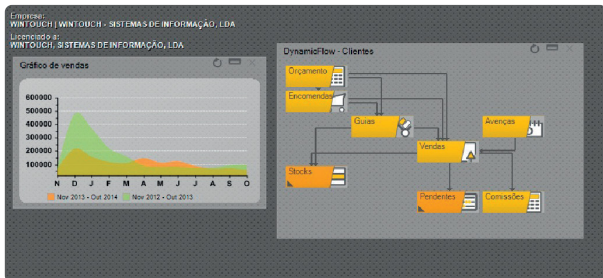 Empresa:
WINTOUCH | WINTOUCH - SISTEMAS DE INFORMAÇÃO, LDA
Licenciado a:
WINTOUCH, SISTEMAS DE INFORMAÇÃO, LDA
Gráfico de vendas
600000
500000
400000
300000
200000
100000
N D J F M A M J J A S O
Nov 2013 - Out 2014 Nov 2012 - Out 2013
DynamicFlow - Clientes
Orçamento
Encomendas
Guias
Avenças
Vendas
Stocks
Pendentes
Comissões